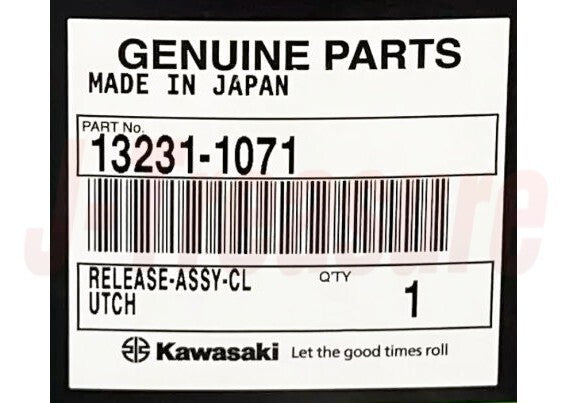 GENUINE PARTS
MADE IN JAPAN
PART No.
13231-1071
RELEASE-ASSY-CL
UTCH
Q'TY
1
Kawasaki Let the good times roll